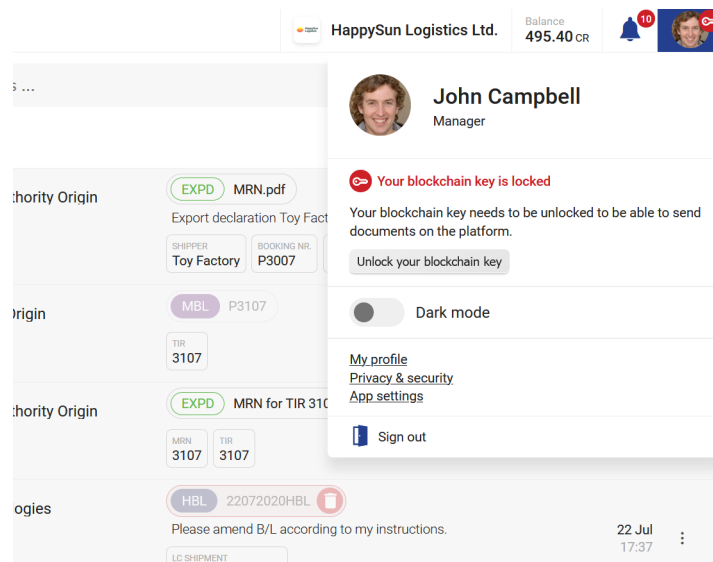 HappySun Logistics Ltd.
Balance
495.40 CR
10
s ...
John Campbell
Manager
Your blockchain key is locked
Your blockchain key needs to be unlocked to be able to send
documents on the platform.
Unlock your blockchain key
Dark mode
My profile
Privacy & security
App settings
Sign out
thority Origin
EXPD MRN.pdf
Export declaration Toy Fact
SHIPPER
Toy Factory
BOOKING NR.
P3007
Origin
MBL P3107
TIR
3107
thority Origin
EXPD MRN for TIR 310
MRN
3107
TIR
3107
ogies
HBL 22072020HBL
Please amend B/L according to my instructions.
22 Jul
17:37
LC SHIPMENT